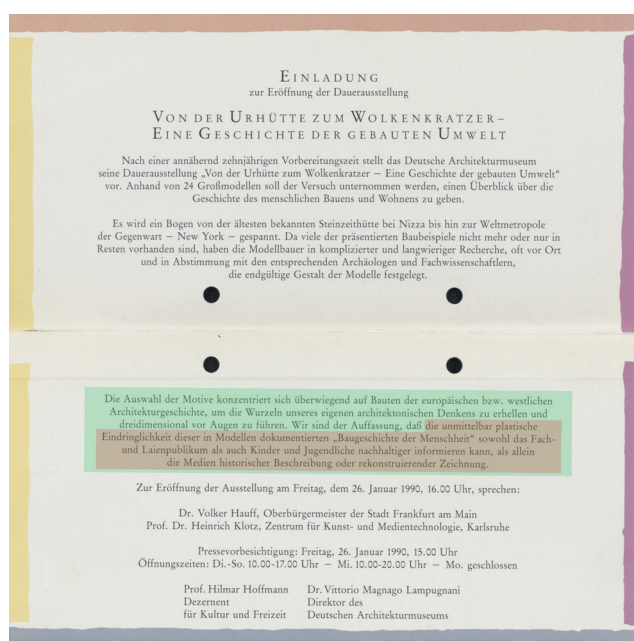 EINLADUNG
zur Eröffnung der Dauerausstellung
VON DER URHÜTTE ZUM WOLKENKRATZER –
EINE GESCHICHTE DER GEBAUTEN UMWELT
Nach einer annähernd zehnjährigen Vorbereitungszeit stellt das Deutsche Architekturmuseum
seine Dauerausstellung „Von der Urhütte zum Wolkenkratzer – Eine Geschichte der gebauten Umwelt“
vor. Anhand von 24 Großmodellen soll der Versuch unternommen werden, einen Überblick über die
Geschichte des menschlichen Bauens und Wohnens zu geben.
Es wird ein Bogen von der ältesten bekannten Steinzeithütte bei Nizza bis hin zur Weltmetropole
der Gegenwart – New York – gespannt. Da viele der präsentierten Baubeispiele nicht mehr oder nur in
Resten vorhanden sind, haben die Modellbauer in komplizierter und langwieriger Recherche, oft vor Ort
und in Abstimmung mit den entsprechenden Archäologen und Fachwissenschaftlern,
die endgültige Gestalt der Modelle festgelegt.
Die Auswahl der Motive konzentriert sich überwiegend auf Bauten der europäischen bzw. westlichen
Architekturgeschichte, um die Wurzeln unseres eigenen architektonischen Denkens zu erhellen und
dreidimensional vor Augen zu führen. Wir sind der Auffassung, daß die unmittelbar plastische
Eindringlichkeit dieser in Modellen dokumentierten „Baugeschichte der Menschheit“ sowohl das Fach-
und Laienpublikum als auch Kinder und Jugendliche nachhaltiger informieren kann, als allein
die Medien historischer Beschreibung oder rekonstruierender Zeichnung.
Zur Eröffnung der Ausstellung am Freitag, dem 26. Januar 1990, 16.00 Uhr, sprechen:
Dr. Volker Hauff, Oberbürgermeister der Stadt Frankfurt am Main
Prof. Dr. Heinrich Klotz, Zentrum für Kunst- und Medientechnologie, Karlsruhe
Pressevorbesichtigung: Freitag, 26. Januar 1990, 15.00 Uhr
Öffnungszeiten: Di.-So. 10.00-17.00 Uhr – Mi. 10.00-20.00 Uhr – Mo. geschlossen
Prof. Hilmar Hoffmann Dr. Vittorio Magnago Lampugnani
Dezernent Direktor des
für Kultur und Freizeit Deutschen Architekturmuseums